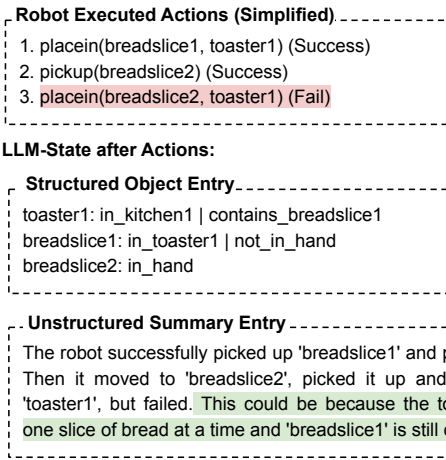 Robot Executed Actions (Simplified)
1. placein(breadslice1, toaster1) (Success)
2. pickup(breadslice2) (Success)
3. placein(breadslice2, toaster1) (Fail)
LLM-State after Actions:
Structured Object Entry
toaster1: in_kitchen1 | contains_breadslice1
breadslice1: in_toaster1 | not_in_hand
breadslice2: in_hand
Unstructured Summary Entry
The robot successfully picked up 'breadslice1' and
Then it moved to 'breadslice2', picked it up and
'toaster1', but failed. This could be because the
one slice of bread at a time and 'breadslice1' is still